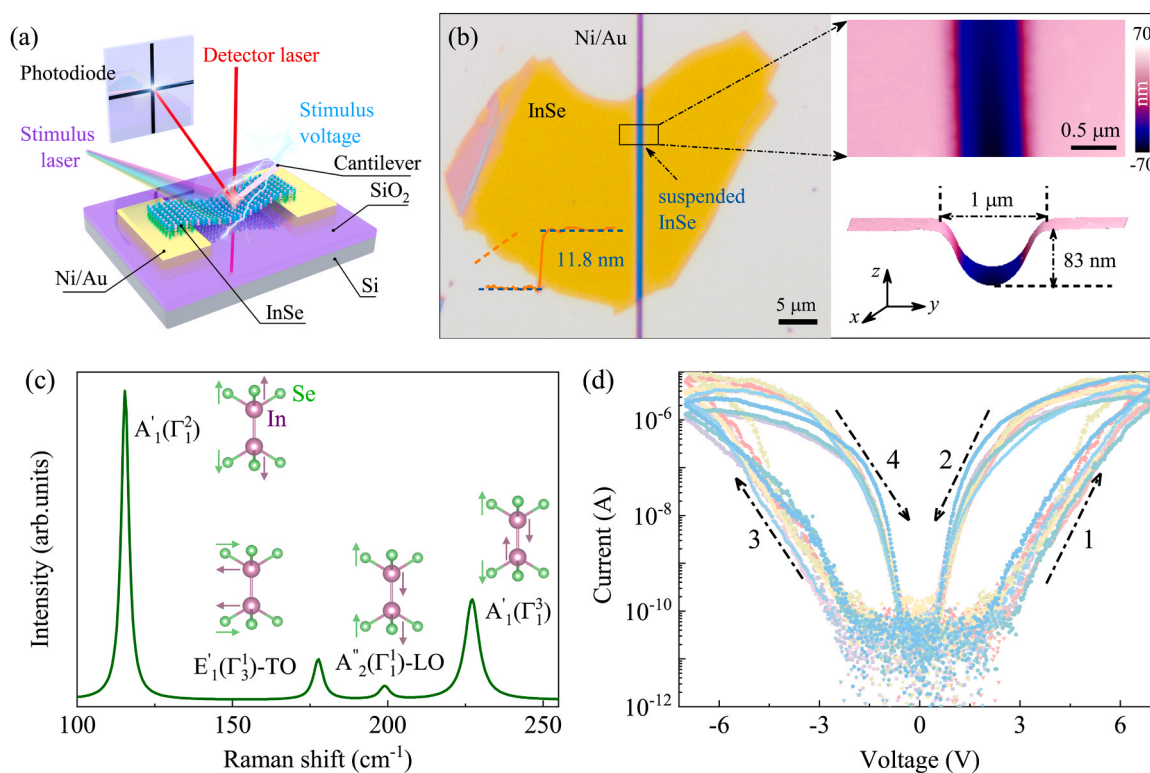 (a)
Photodiode
Detector laser
Stimulus
laser
Stimulus
voltage
Cantilever
SiO2
Ni/Au
InSe
Si
(b)
Ni/Au
InSe
suspended
InSe
11.8 nm
5 μm
70
nm
-70
0.5 μm
1 μm
83 nm
z
x
y
(c)
Intensity (arb.units)
A'1(Γ¹²)
Se
In
E'1(Γ³¹)-TO
A"2(Γ¹¹)-LO
A'1(Γ¹³)
100
150
200
250
Raman shift (cm-1)
(d)
Current (A)
10-6
10-8
10-10
10-12
4
2
3
1
-6
-3
0
3
6
Voltage (V)